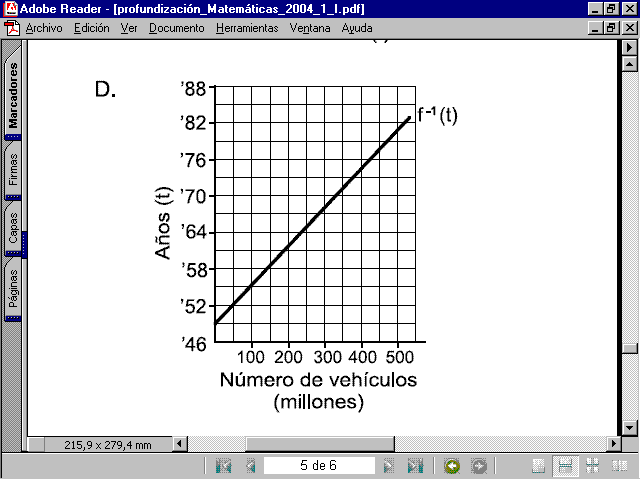 Adobe Reader - [profundización_Matemáticas_2004_1_I.pdf]
Archivo Edición Ver Documento Herramientas Ventana Ayuda
Marcadores
Firmas
Capas
Páginas
D.
f⁻¹(t)
Años (t)
'88
'82
'76
'70
'64
'58
'52
'46
100 200 300 400 500
Número de vehículos
(millones)
215,9 x 279,4 mm
5 de 6